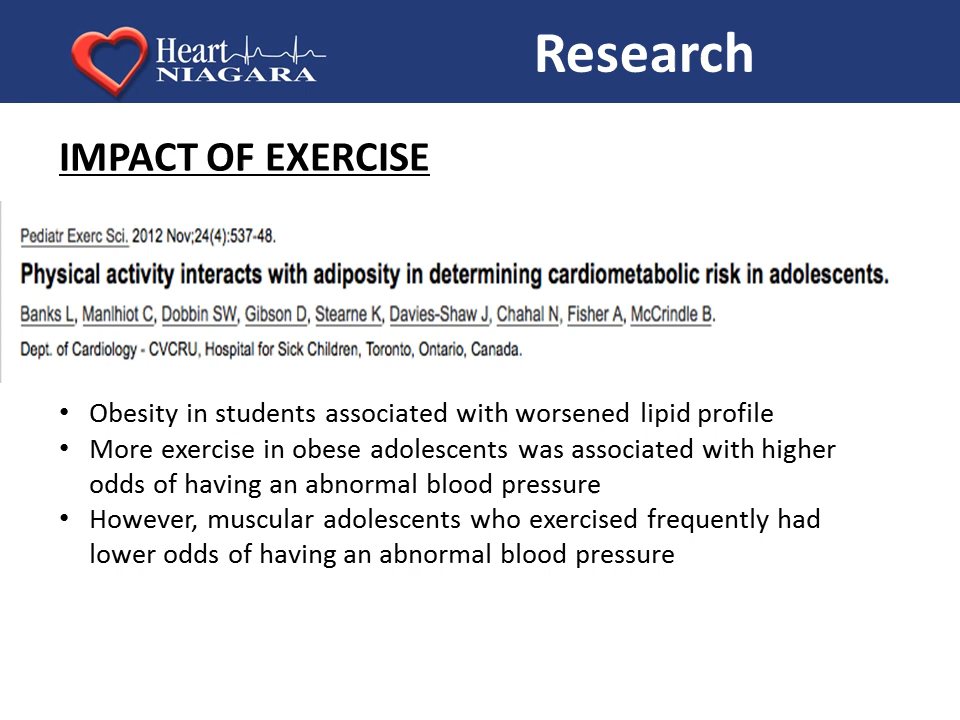 Heart
NIAGARA
Research
IMPACT OF EXERCISE
Pediatr Exerc Sci. 2012 Nov;24(4):537-48.
Physical activity interacts with adiposity in determining cardiometabolic risk in adolescents.
Banks L, Manlhiot C, Dobbin SW, Gibson D, Stearne K, Davies-Shaw J, Chahal N, Fisher A, McCrindle B.
Dept. of Cardiology - CVCRU, Hospital for Sick Children, Toronto, Ontario, Canada.
• Obesity in students associated with worsened lipid profile
• More exercise in obese adolescents was associated with higher
odds of having an abnormal blood pressure
• However, muscular adolescents who exercised frequently had
lower odds of having an abnormal blood pressure